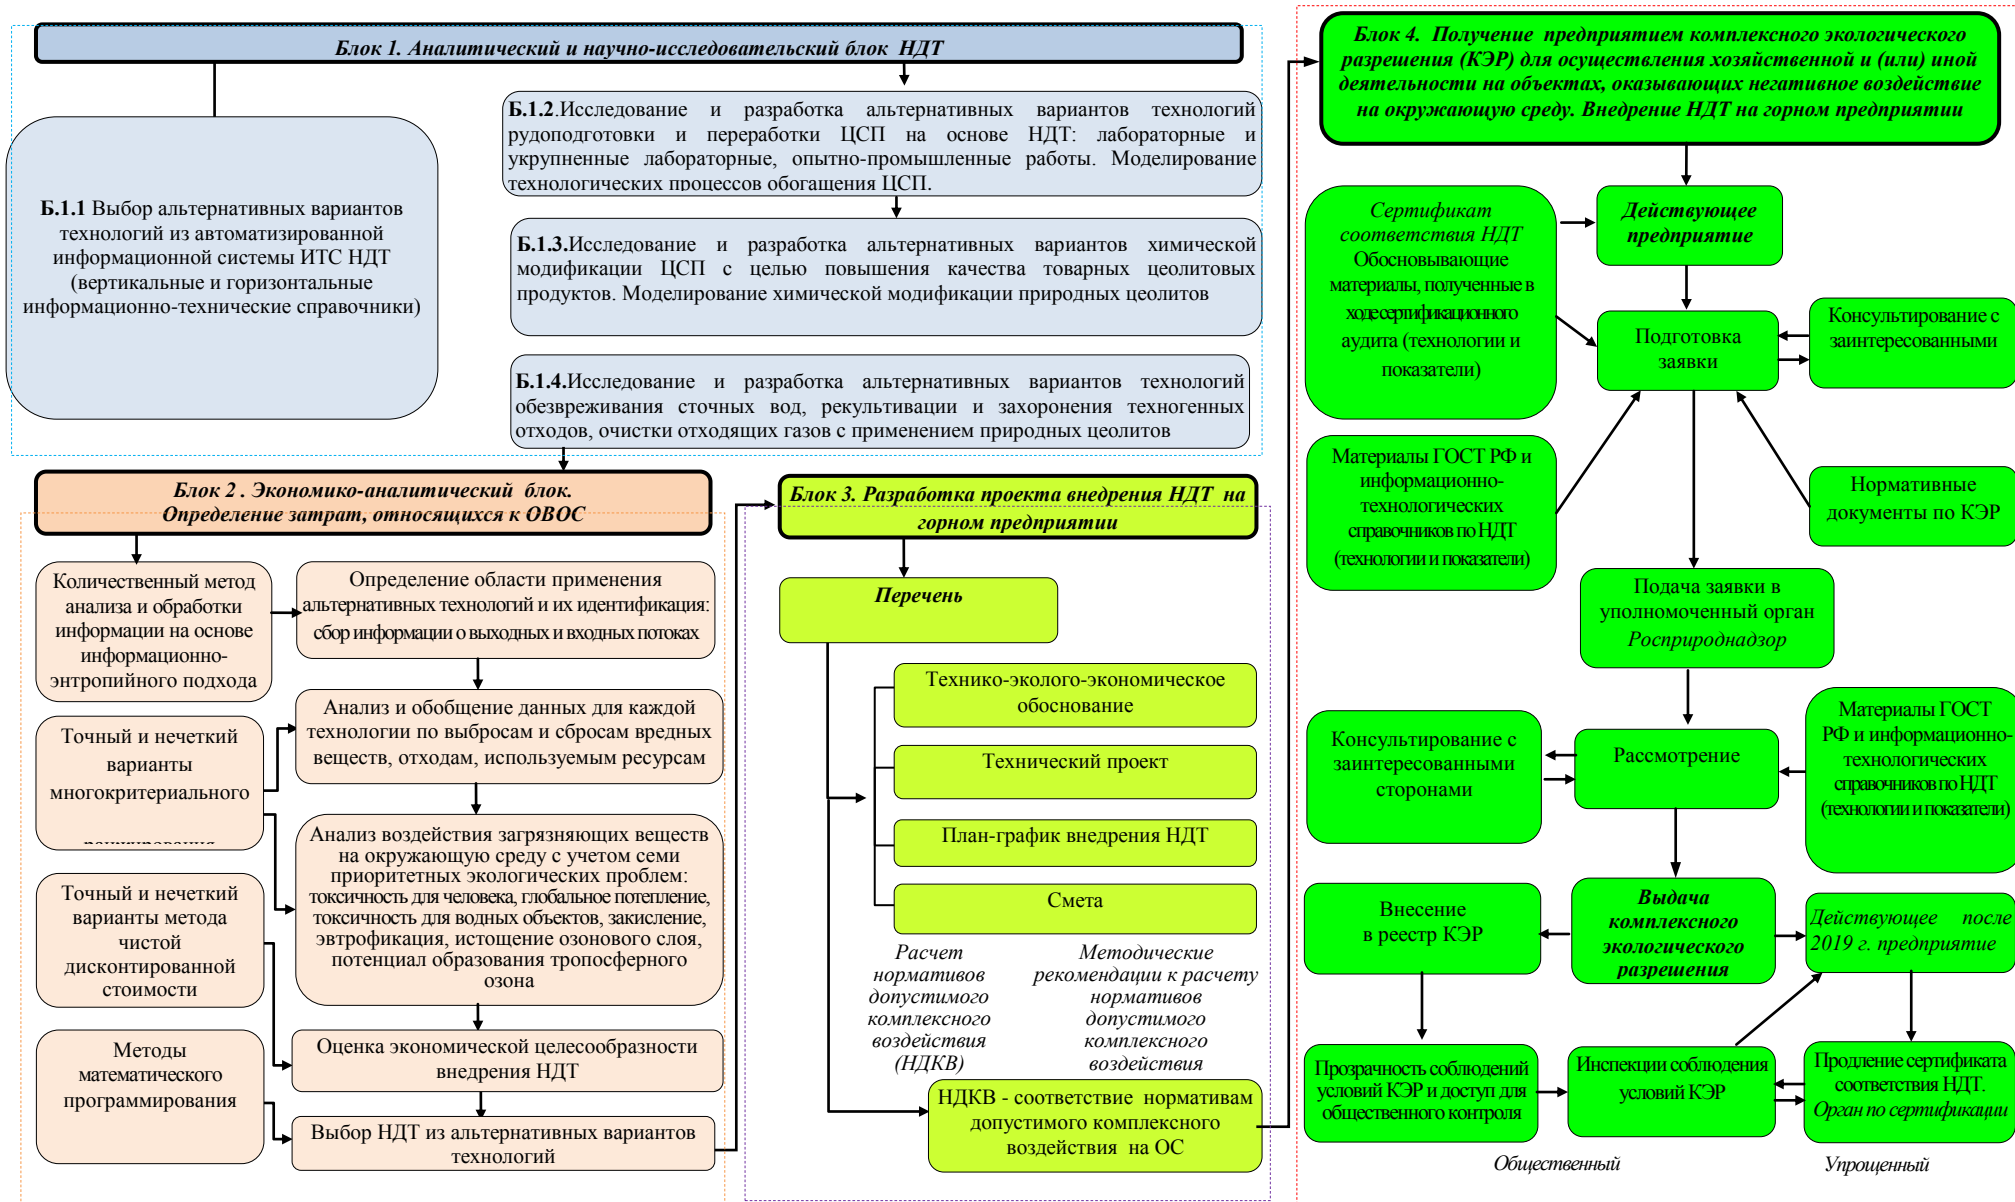 Блок 1. Аналитический и научно-исследовательский блок НДТ
Б.1.1 Выбор альтернативных вариантов
технологий из автоматизированной
информационной системы ИТС НДТ
(вертикальные и горизонтальные
информационно-технические справочники)
Б.1.2.Исследование и разработка альтернативных вариантов технологий
рудоподготовки и переработки ЦСП на основе НДТ: лабораторные и
укрупненные лабораторные, опытно-промышленные работы. Моделирование
технологических процессов обогащения ЦСП.
Б.1.3.Исследование и разработка альтернативных вариантов химической
модификации ЦСП с целью повышения качества товарных цеолитовых
продуктов. Моделирование химической модификации природных цеолитов
Б.1.4.Исследование и разработка альтернативных вариантов технологий
обезвреживания сточных вод, рекультивации и захоронения техногенных
отходов, очистки отходящих газов с применением природных цеолитов
Блок 2 . Экономико-аналитический блок.
Определение затрат, относящихся к ОВОС
Количественный метод
анализа и обработки
информации на основе
информационно-
энтропийного подхода
Точный и нечеткий
варианты
многокритериального
Точный и нечеткий
варианты метода
чистой
дисконтированной
стоимости
Методы
математического
программирования
Определение области применения
альтернативных технологий и их идентификация:
сбор информации о выходных и входных потоках
Анализ и обобщение данных для каждой
технологии по выбросам и сбросам вредных
веществ, отходам, используемым ресурсам
Анализ воздействия загрязняющих веществ
на окружающую среду с учетом семи
приоритетных экологических проблем:
токсичность для человека, глобальное потепление,
токсичность для водных объектов, закисление,
эвтрофикация, истощение озонового слоя,
потенциал образования тропосферного
озона
Оценка экономической целесообразности
внедрения НДТ
Выбор НДТ из альтернативных вариантов
технологий
Блок 3. Разработка проекта внедрения НДТ на
горном предприятии
Перечень
Технико-эколого-экономическое
обоснование
Технический проект
План-график внедрения НДТ
Смета
Расчет
нормативов
допустимого
комплексного
воздействия
(НДКВ)
Методические
рекомендации к расчету
нормативов
допустимого
комплексного
воздействия
НДКВ - соответствие нормативам
допустимого комплексного
воздействия на ОС
Блок 4. Получение предприятием комплексного экологического
разрешения (КЭР) для осуществления хозяйственной и (или) иной
деятельности на объектах, оказывающих негативное воздействие
на окружающую среду. Внедрение НДТ на горном предприятии
Сертификат
соответствия НДТ
Обосновывающие
материалы, полученные в
ходе сертификационного
аудита (технологии и
показатели)
Действующее
предприятие
Подготовка
заявки
Консультирование с
заинтересованными
Материалы ГОСТ РФ и
информационно-
технологических
справочников по НДТ
(технологии и показатели)
Нормативные
документы по КЭР
Подача заявки в
уполномоченный орган
Росприроднадзор
Консультирование с
заинтересованными
сторонами
Рассмотрение
Материалы ГОСТ
РФ и информационно-
технологических
справочников по НДТ
(технологии и показатели)
Внесение
в реестр КЭР
Выдача
комплексного
экологического
разрешения
Действующее после
2019 г. предприятие
Прозрачность соблюдений
условий КЭР и доступ для
общественного контроля
Инспекции соблюдения
условий КЭР
Продление сертификата
соответствия НДТ.
Орган по сертификации
Общественный
Упрощенный